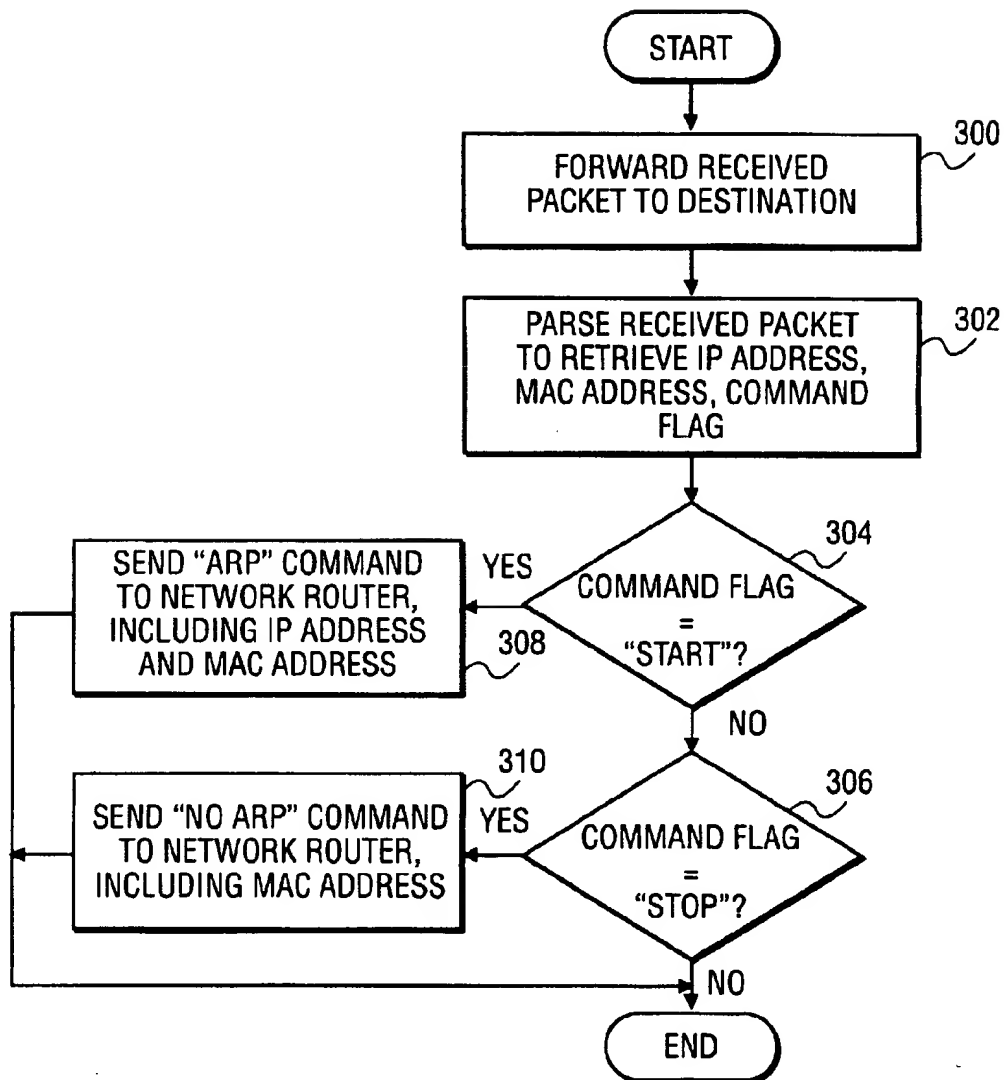 START
300
FORWARD RECEIVED
PACKET TO DESTINATION
302
PARSE RECEIVED PACKET
TO RETRIEVE IP ADDRESS,
MAC ADDRESS, COMMAND
FLAG
304
COMMAND FLAG
=
"START"?
YES
SEND "ARP" COMMAND
TO NETWORK ROUTER,
INCLUDING IP ADDRESS
AND MAC ADDRESS
308
NO
306
COMMAND FLAG
=
"STOP"?
YES
310
SEND "NO ARP" COMMAND
TO NETWORK ROUTER,
INCLUDING MAC ADDRESS
NO
END